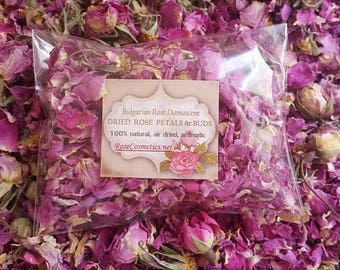 Bulgarian Rose Damascene
DRIED ROSE PETALS & BUDS
100% natural, air dried, aromatic
RoseCosmetics.net